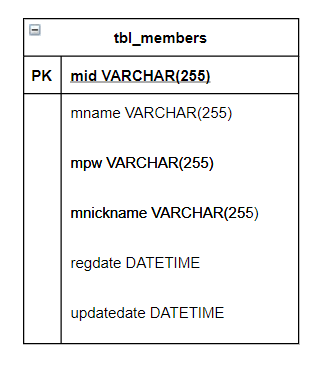 tbl_members
PK mid VARCHAR(255)
mname VARCHAR(255)
mpw VARCHAR(255)
mnickname VARCHAR(255)
regdate DATETIME
updatedate DATETIME